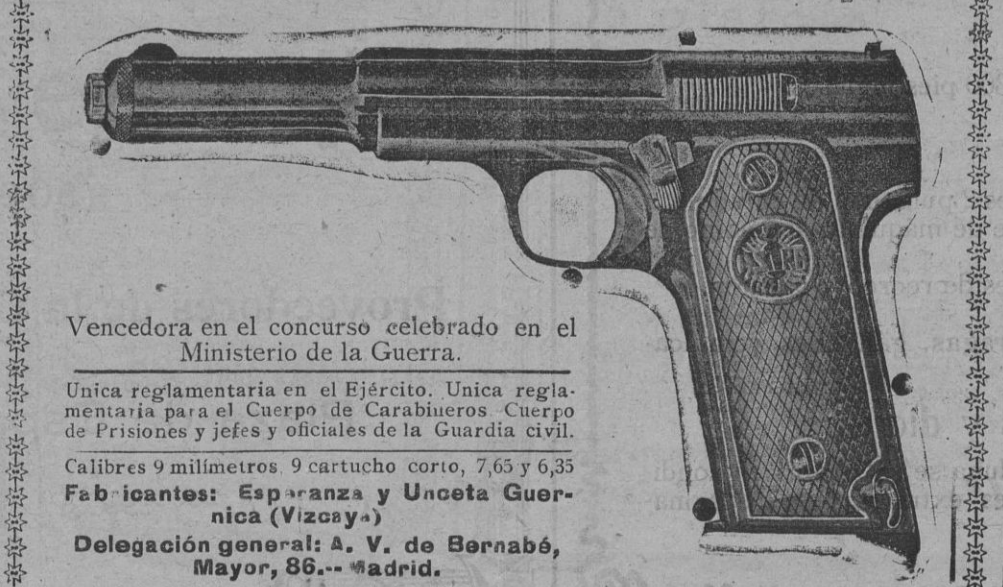 Vencedora en el concurso celebrado en el
Ministerio de la Guerra.
Unica reglamentaria en el Ejército. Unica regla-
mentaria para el Cuerpo de Carabineros Cuerpo
de Prisiones y jefes y oficiales de la Guardia civil.
Calibres 9 milímetros, 9 cartucho corto, 7,65 y 6,35
Fabricantes: Esperanza y Unceta Guer-
nica (Vizcaya)
Delegación general: A. V. de Bernabé,
Mayor, 86.-- Madrid.